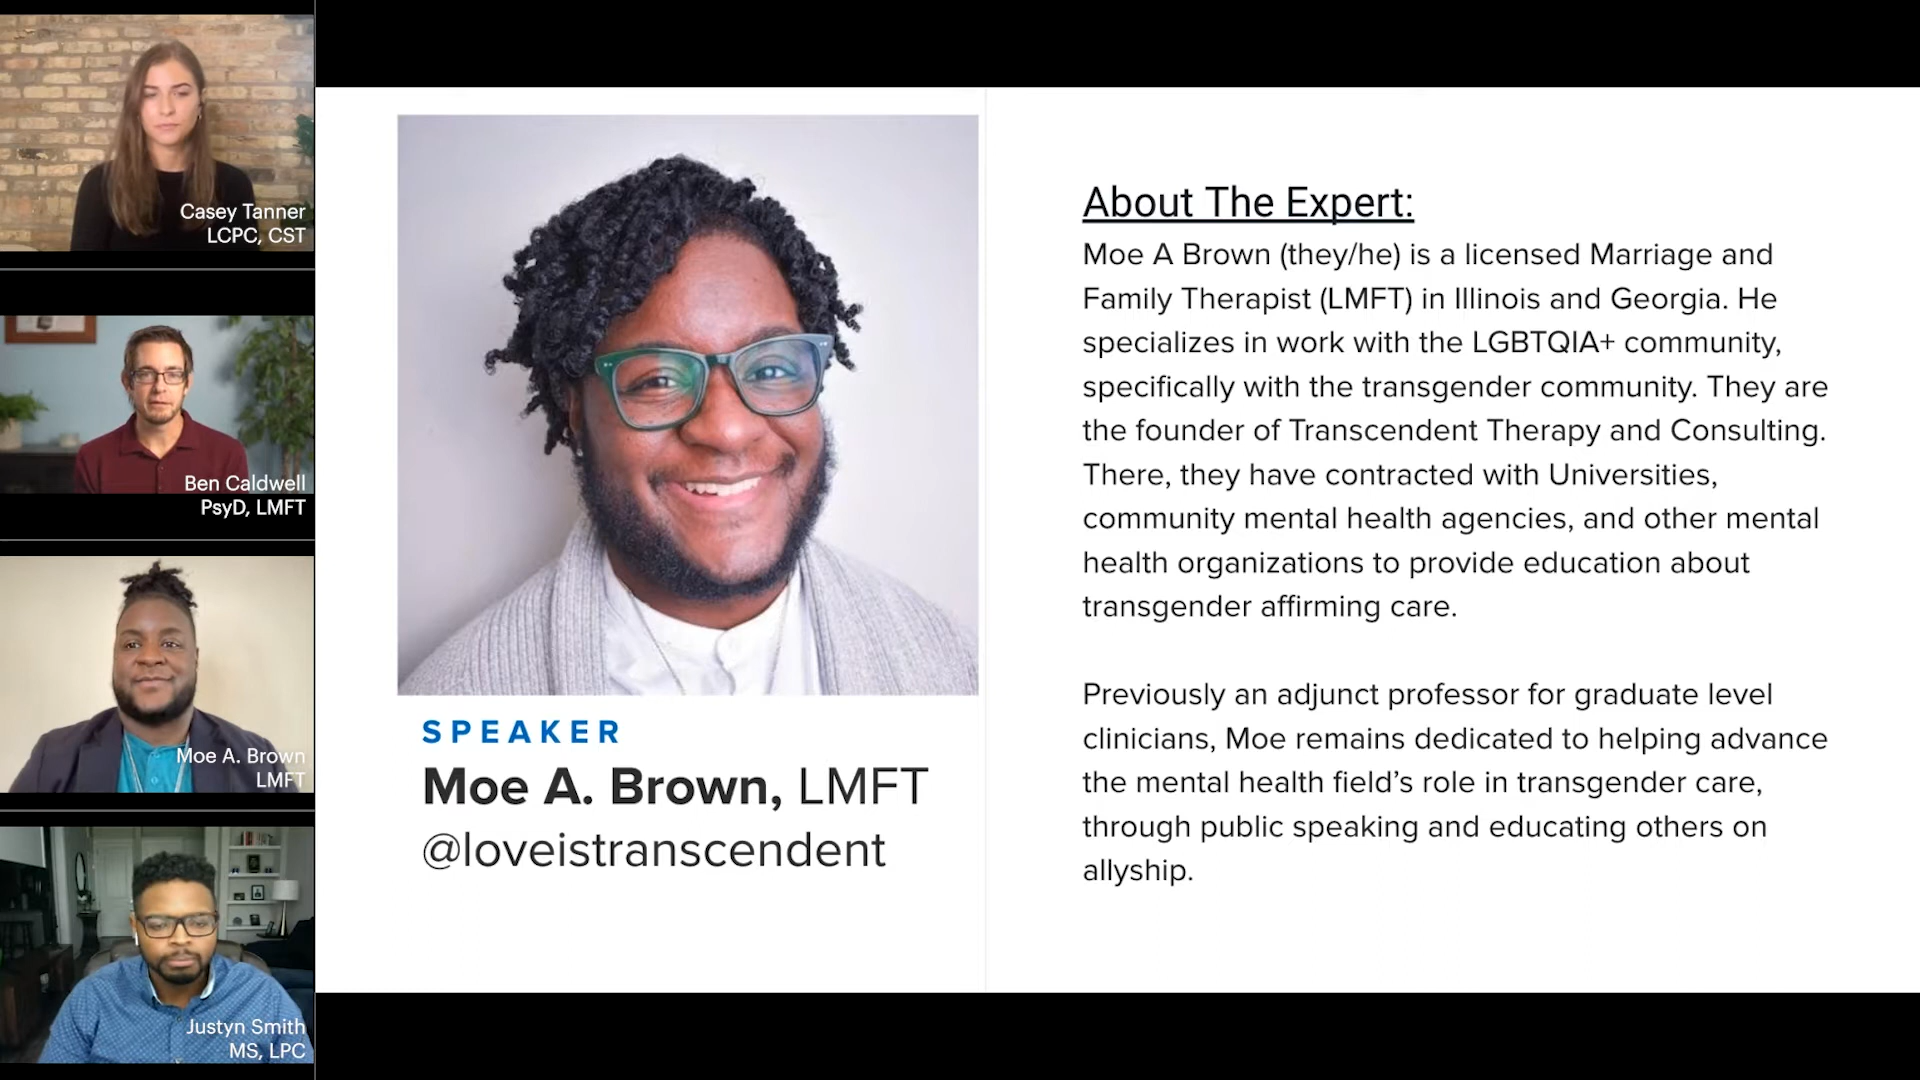 Casey Tanner
LCPC, CST
Ben Caldwell
PsyD, LMFT
Moe A. Brown
LMFT
Justyn Smith
MS, LPC
SPEAKER
Moe A. Brown, LMFT
@loveistranscendent
About The Expert:
Moe A Brown (they/he) is a licensed Marriage and
Family Therapist (LMFT) in Illinois and Georgia. He
specializes in work with the LGBTQIA+ community,
specifically with the transgender community. They are
the founder of Transcendent Therapy and Consulting.
There, they have contracted with Universities,
community mental health agencies, and other mental
health organizations to provide education about
transgender affirming care.
Previously an adjunct professor for graduate level
clinicians, Moe remains dedicated to helping advance
the mental health field’s role in transgender care,
through public speaking and educating others on
allyship.